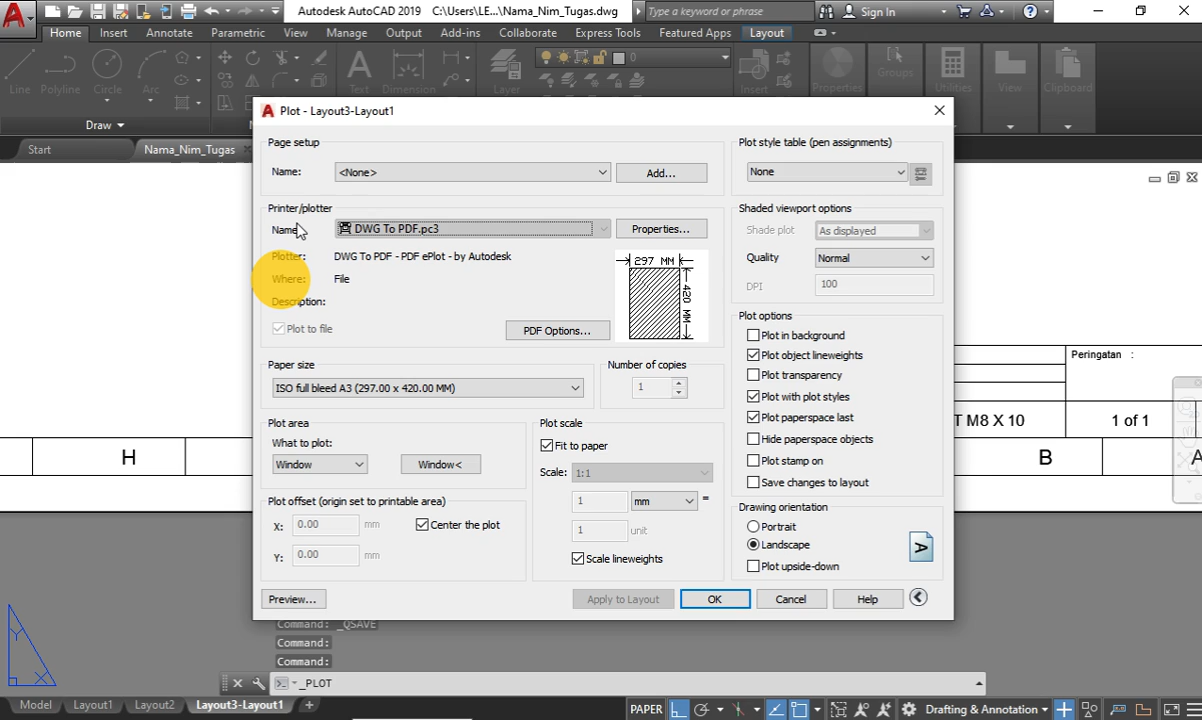 Autodesk AutoCAD 2019 C:\Users\LE...\Nama_Nim_Tugas.dwg Type a keyword or phrase Sign In
Home Insert Annotate Parametric View Manage Output Add-ins Collaborate Express Tools Featured Apps Layout
0
Line Polyline Circle Arc Text Dimension Layer Insert Properties Groups Utilities View Clipboard
Draw
Start Nama_Nim_Tugas
Plot - Layout3-Layout1
Page setup
Name: <None> Add...
Printer/plotter
Name: DWG To PDF.pc3 Properties...
Plotter: DWG To PDF - PDF ePlot - by Autodesk
Where: File
Description:
Plot to file
PDF Options...
297 MM
420 MM
Paper size
ISO full bleed A3 (297.00 x 420.00 MM)
Number of copies
1
Plot area
What to plot:
Window Window<
Plot offset (origin set to printable area)
X: 0.00 mm Center the plot
Y: 0.00 mm
Plot scale
Fit to paper
Scale: 1:1
1 mm =
1 unit
Scale lineweights
Plot style table (pen assignments)
None
Shaded viewport options
Shade plot As displayed
Quality Normal
DPI 100
Plot options
Plot in background
Plot object lineweights
Plot transparency
Plot with plot styles
Plot paperspace last
Hide paperspace objects
Plot stamp on
Save changes to layout
Drawing orientation
Portrait
Landscape
Plot upside-down
A
Preview... Apply to Layout OK Cancel Help
Peringatan :
T M8 X 10 1 of 1
H B A
Y
X
Command: _QSAVE
Command:
Command:
_PLOT
Model Layout1 Layout2 Layout3-Layout1 + PAPER Drafting & Annotation